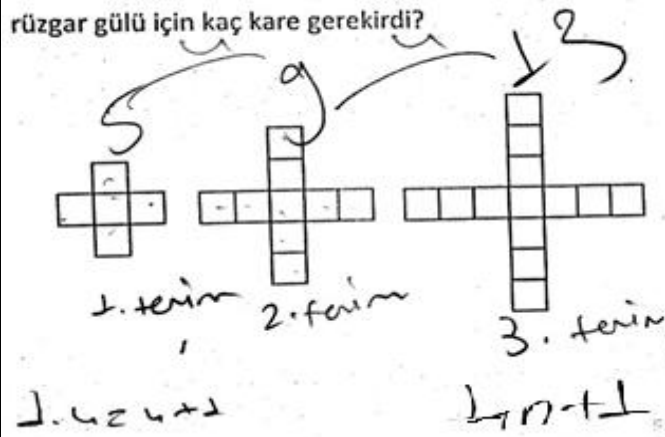 rüzgar gülü için kaç kare gerekirdi?
5 9 13
1. terim 2. terim 3. terim
1.4=4+1 4n+1